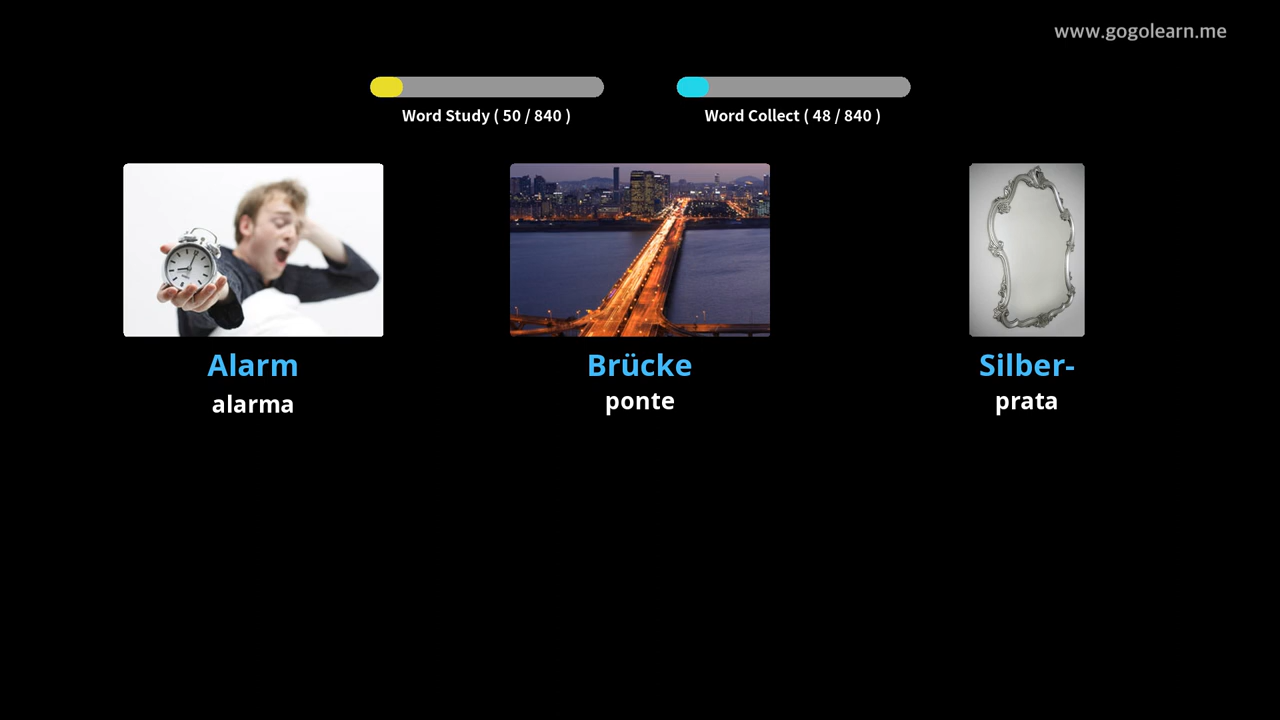 www.gogolearn.me
Word Study ( 50 / 840 )
Word Collect ( 48 / 840 )
Alarm
alarma
Brücke
ponte
Silber-
prata